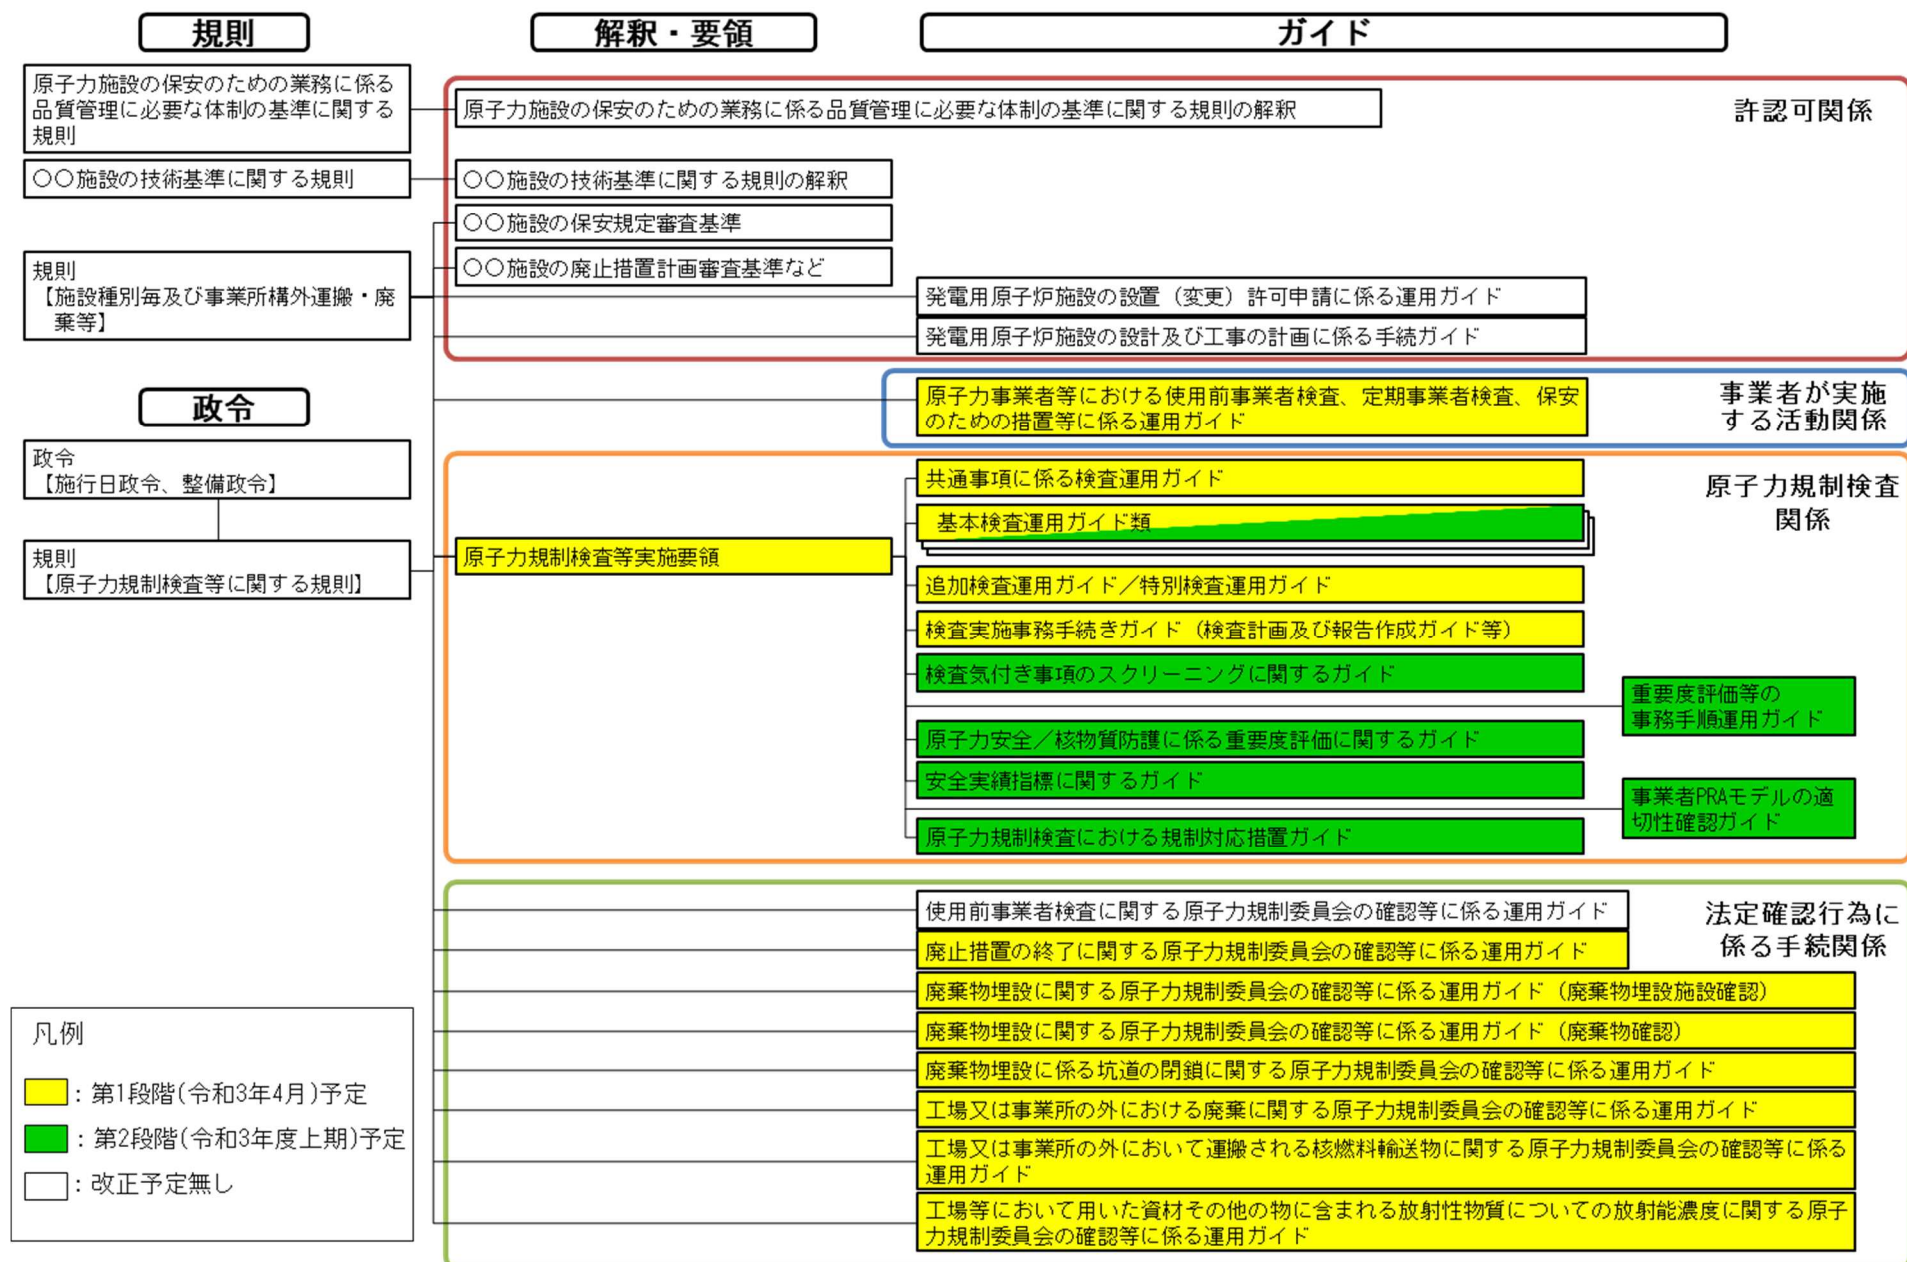 規則
解釈・要領
ガイド
原子力施設の保安のための業務に係る
品質管理に必要な体制の基準に関する
規則
原子力施設の保安のための業務に係る品質管理に必要な体制の基準に関する規則の解釈
許認可関係
〇〇施設の技術基準に関する規則
〇〇施設の技術基準に関する規則の解釈
〇〇施設の保安規定審査基準
〇〇施設の廃止措置計画審査基準など
規則
【施設種別毎及び事業所構外運搬・廃
棄等】
発電用原子炉施設の設置（変更）許可申請に係る運用ガイド
発電用原子炉施設の設計及び工事の計画に係る手続ガイド
原子力事業者等における使用前事業者検査、定期事業者検査、保安
のための措置等に係る運用ガイド
事業者が実施
する活動関係
政令
政令
【施行日政令、整備政令】
規則
【原子力規制検査等に関する規則】
原子力規制検査等実施要領
原子力規制検査
関係
共通事項に係る検査運用ガイド
基本検査運用ガイド類
追加検査運用ガイド／特別検査運用ガイド
検査実施事務手続きガイド（検査計画及び報告作成ガイド等）
検査気付き事項のスクリーニングに関するガイド
重要度評価等の
事務手順運用ガイド
原子力安全／核物質防護に係る重要度評価に関するガイド
安全実績指標に関するガイド
事業者PRAモデルの適
切性確認ガイド
原子力規制検査における規制対応措置ガイド
法定確認行為に
係る手続関係
使用前事業者検査に関する原子力規制委員会の確認等に係る運用ガイド
廃止措置の終了に関する原子力規制委員会の確認等に係る運用ガイド
廃棄物埋設に関する原子力規制委員会の確認等に係る運用ガイド（廃棄物埋設施設確認）
廃棄物埋設に関する原子力規制委員会の確認等に係る運用ガイド（廃棄物確認）
廃棄物埋設に係る坑道の閉鎖に関する原子力規制委員会の確認等に係る運用ガイド
工場又は事業所の外における廃棄に関する原子力規制委員会の確認等に係る運用ガイド
工場又は事業所の外において運搬される核燃料輸送物に関する原子力規制委員会の確認等に係る
運用ガイド
工場等において用いた資材その他の物に含まれる放射性物質についての放射能濃度に関する原子
力規制委員会の確認等に係る運用ガイド
凡例
：第1段階(令和3年4月)予定
：第2段階(令和3年度上期)予定
：改正予定無し